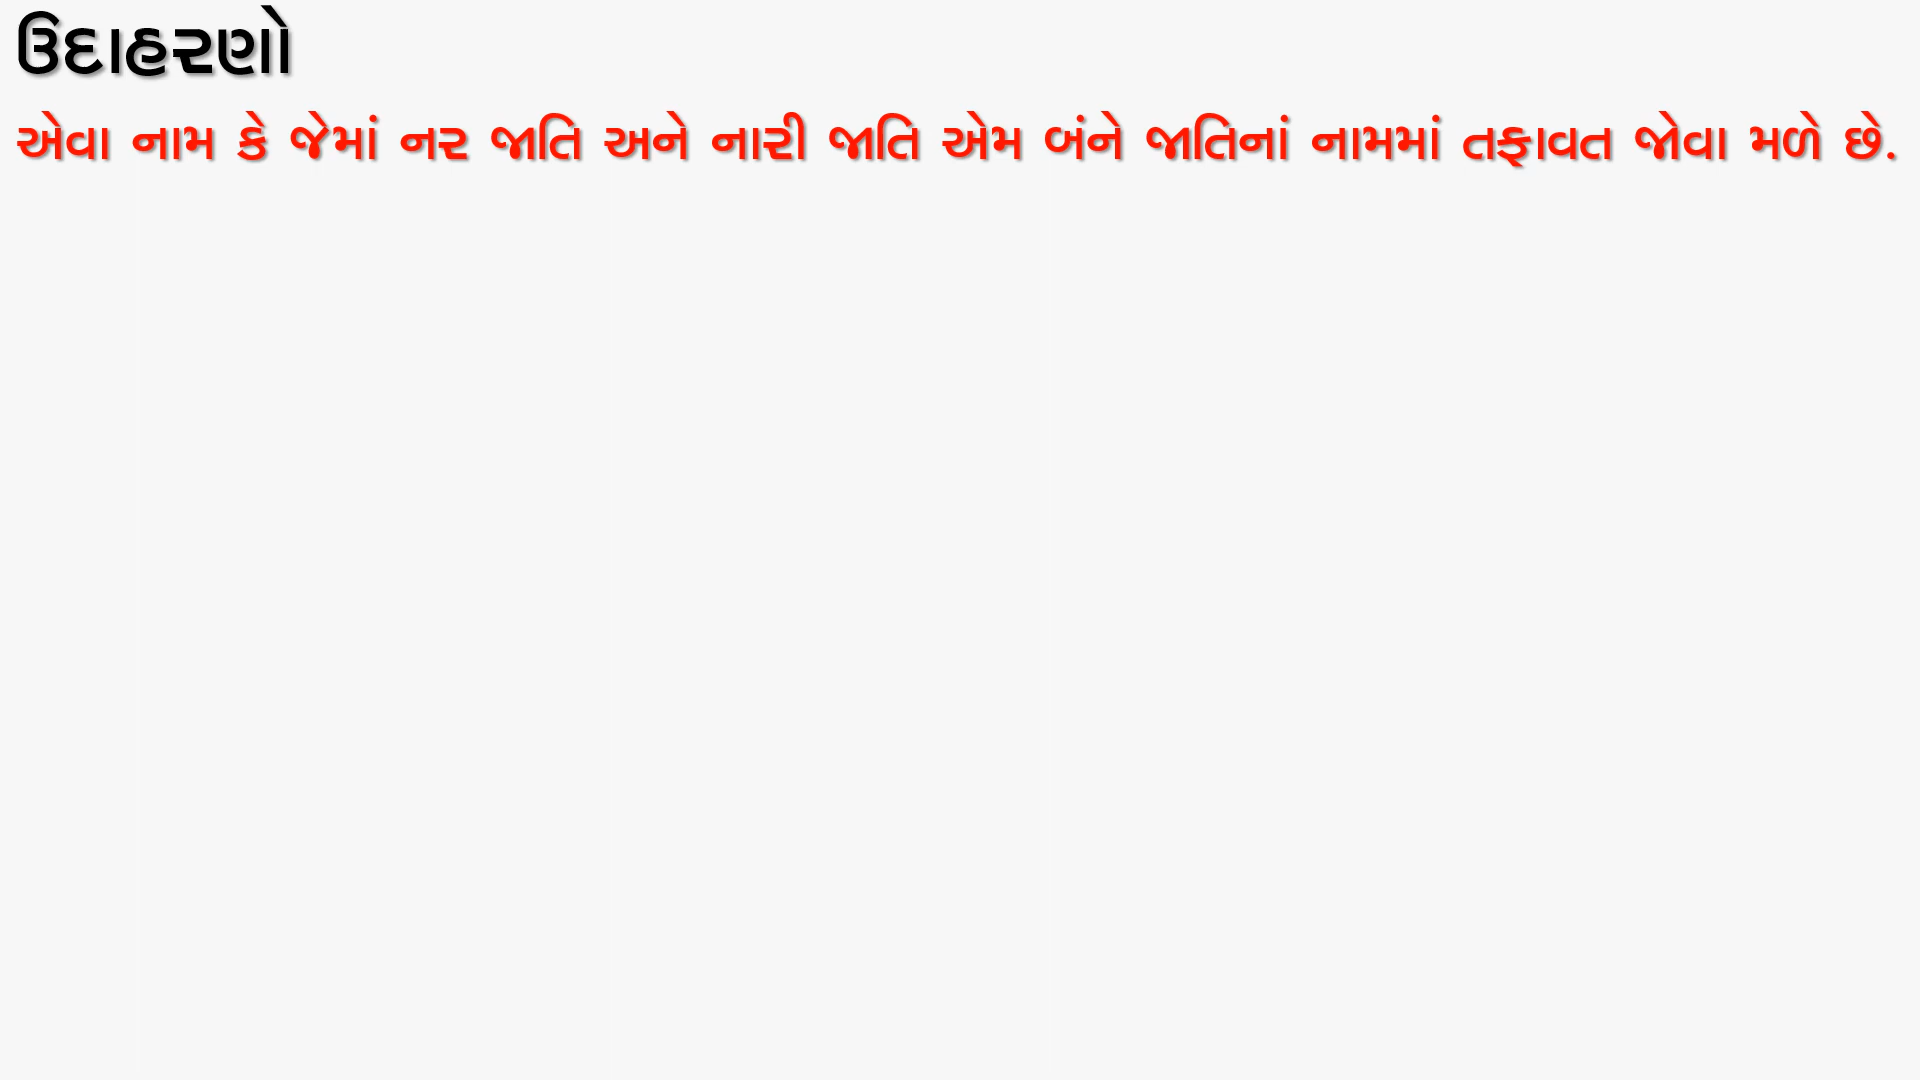 ઉદાહરણો
એવા નામ કે જેમાં નર જાતિ અને નારી જાતિ એમ બંને જાતિનાં નામમાં તફાવત જોવા મળે છે.